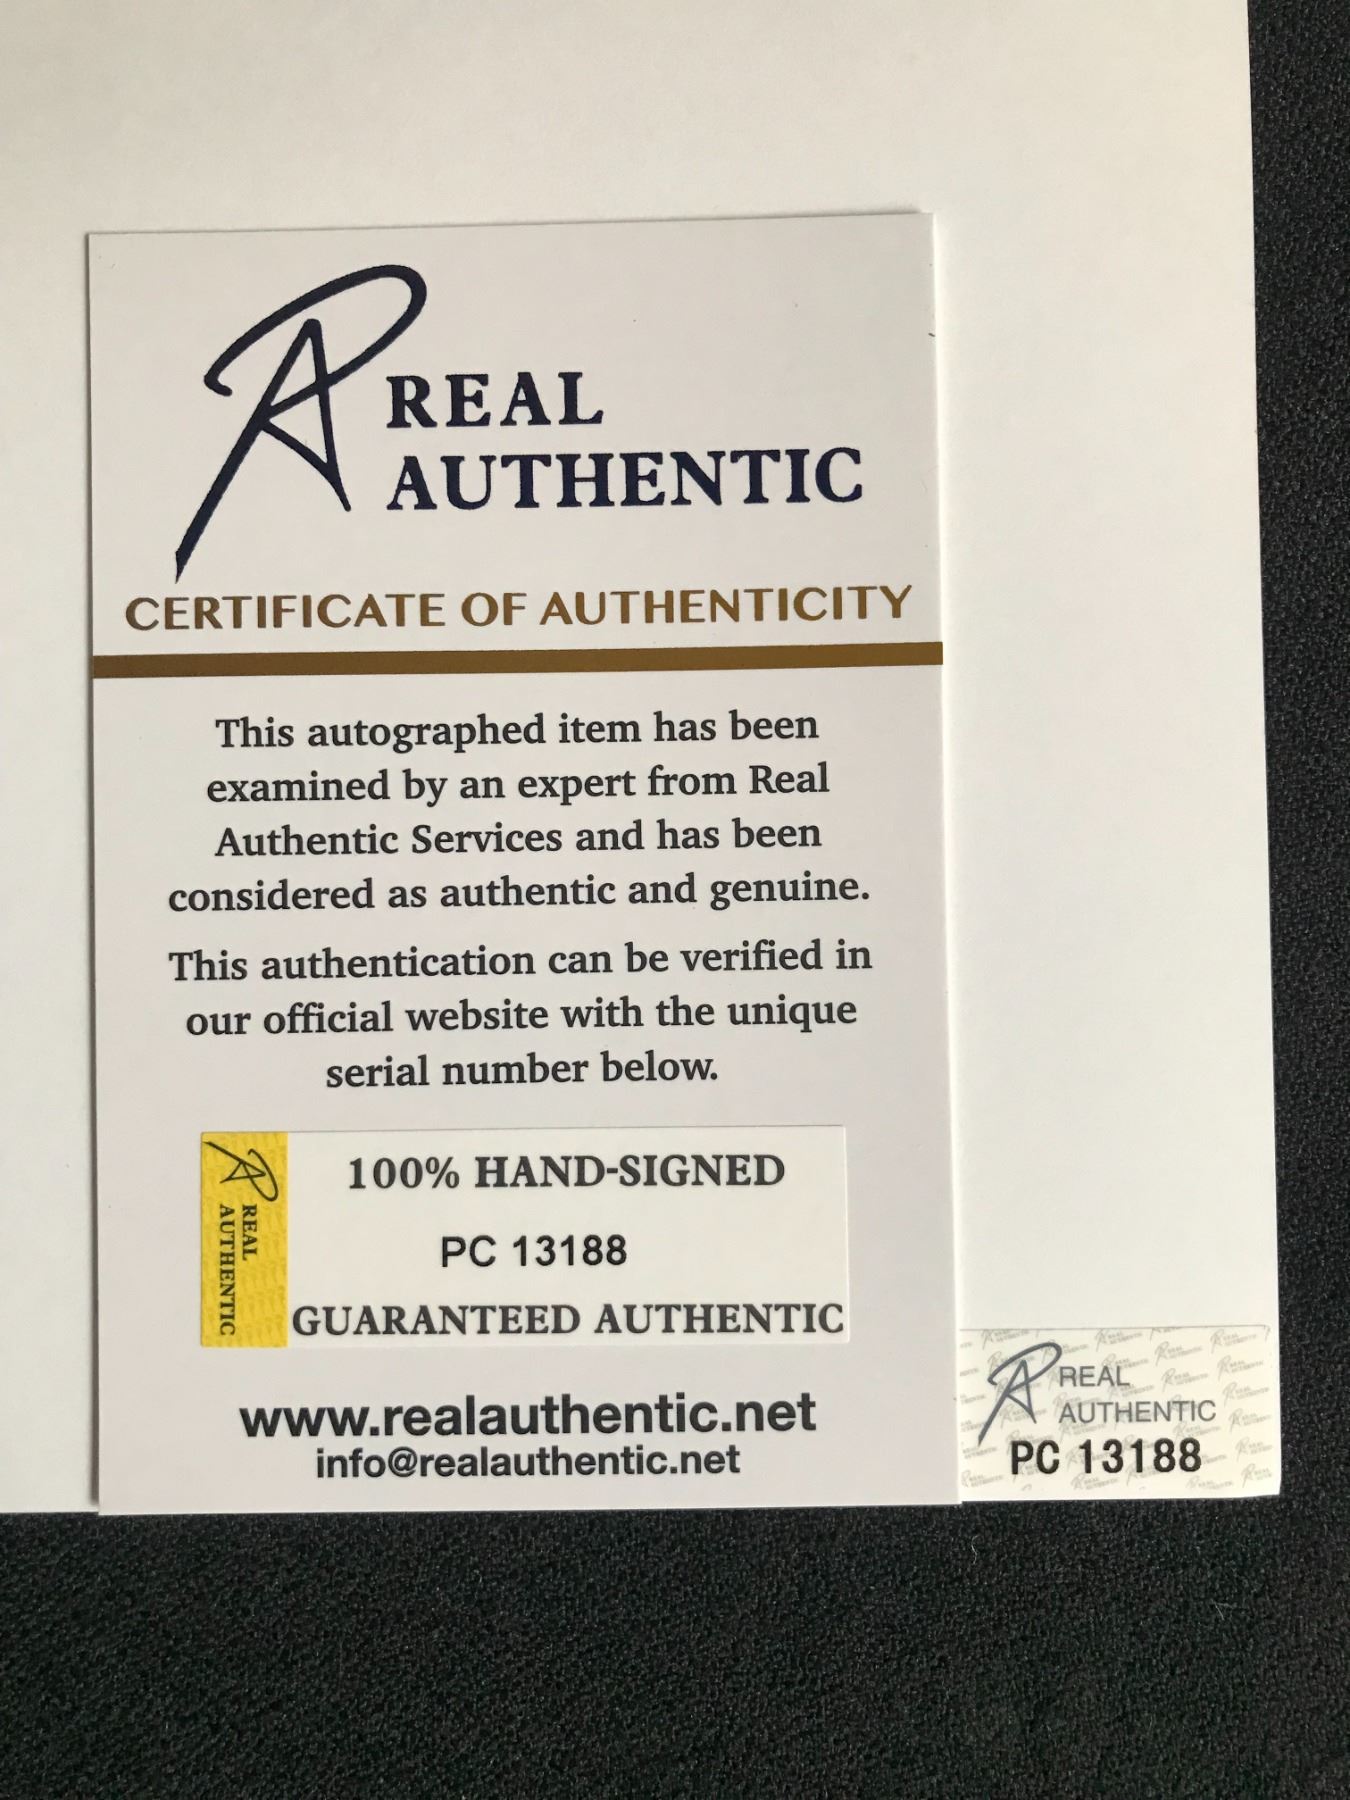 REAL
AUTHENTIC
CERTIFICATE OF AUTHENTICITY
This autographed item has been
examined by an expert from Real
Authentic Services and has been
considered as authentic and genuine.
This authentication can be verified in
our official website with the unique
serial number below.
REAL
AUTHENTIC
100% HAND-SIGNED
PC 13188
GUARANTEED AUTHENTIC
www.realauthentic.net
info@realauthentic.net
REAL
AUTHENTIC
PC 13188